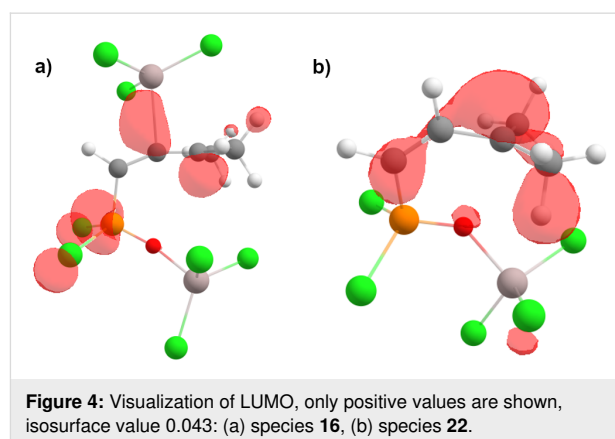 a)
b)
Figure 4: Visualization of LUMO, only positive values are shown,
isosurface value 0.043: (a) species 16, (b) species 22.